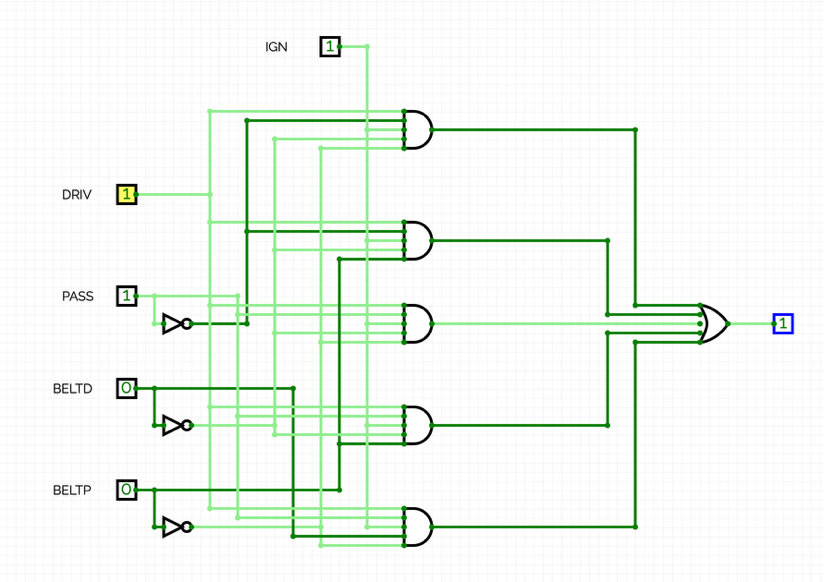 IGN 1
DRIV 1
PASS 1
1
BELTD 0
BELTP 0